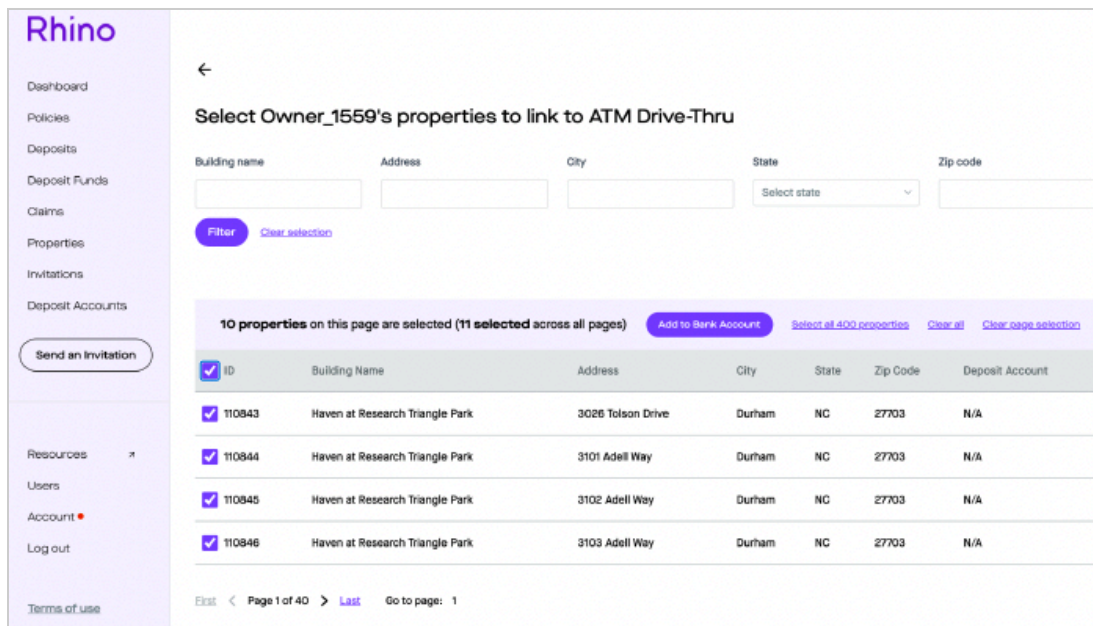 Rhino
Dashboard
Policies
Deposits
Deposit Funds
Claims
Properties
Invitations
Deposit Accounts
Send an Invitation
Resources
Users
Account
Log out
Terms of use
Select Owner_1559's properties to link to ATM Drive-Thru
Building name Address City State Zip code
Select state
Filter Clear selection
10 properties on this page are selected (11 selected across all pages) Add to Bank Account Select all 400 properties Clear all Clear page selection
ID Building Name Address City State Zip Code Deposit Account
110843 Haven at Research Triangle Park 3026 Tolson Drive Durham NC 27703 N/A
110844 Haven at Research Triangle Park 3101 Adell Way Durham NC 27703 N/A
110845 Haven at Research Triangle Park 3102 Adell Way Durham NC 27703 N/A
110846 Haven at Research Triangle Park 3103 Adell Way Durham NC 27703 N/A
First Page 1 of 40 Last Go to page: 1